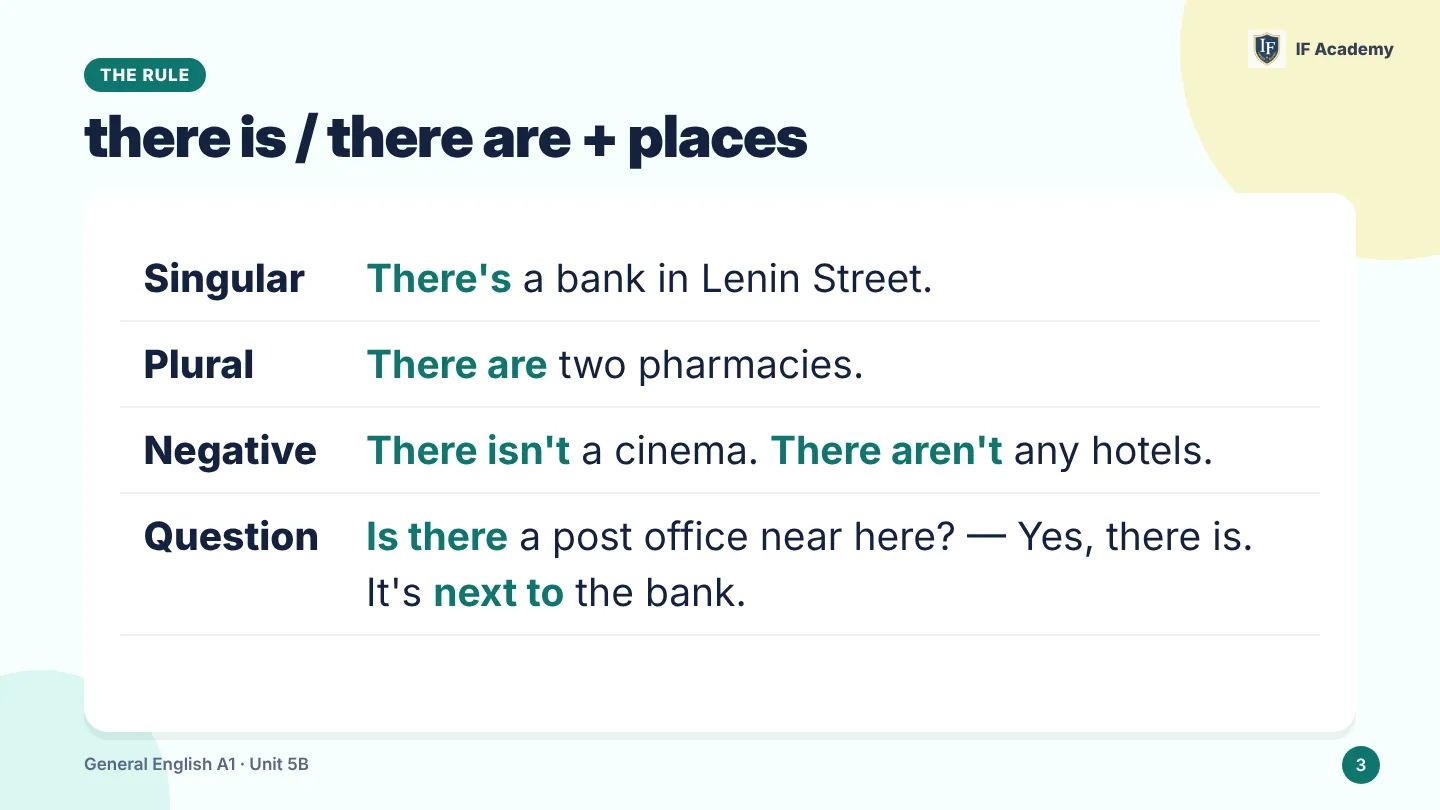 IF
IF Academy
THE RULE
there is / there are + places
Singular There's a bank in Lenin Street.
Plural There are two pharmacies.
Negative There isn't a cinema. There aren't any hotels.
Question Is there a post office near here? — Yes, there is.
It's next to the bank.
General English A1 · Unit 5B
3